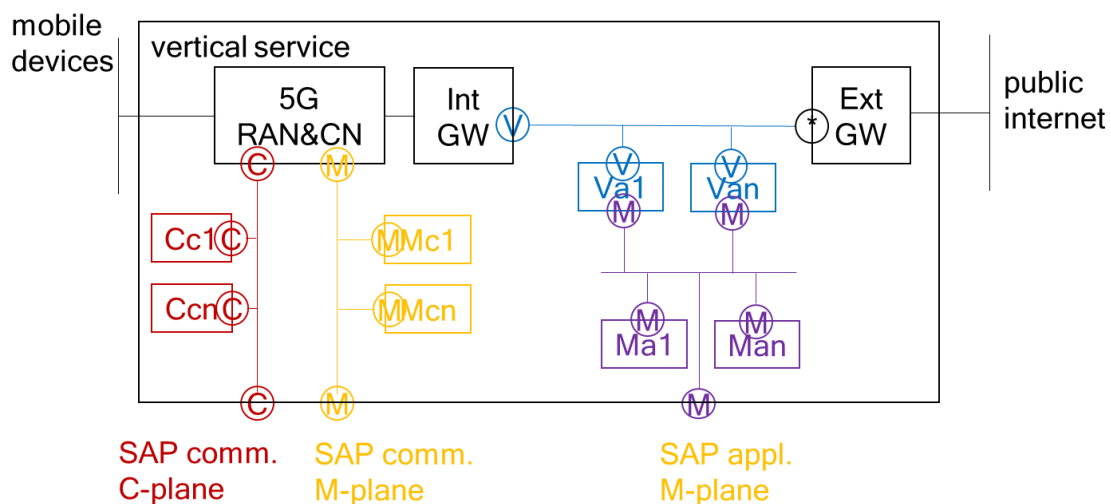 mobile
devices
vertical service
5G
RAN&CN
Int
GW
V
*
Ext
GW
public
internet
C
M
V
Va1
M
V
Van
M
Cc1 C
M Mc1
Ccn C
M Mcn
M
Ma1
M
Man
C
M
M
SAP comm.
C-plane
SAP comm.
M-plane
SAP appl.
M-plane